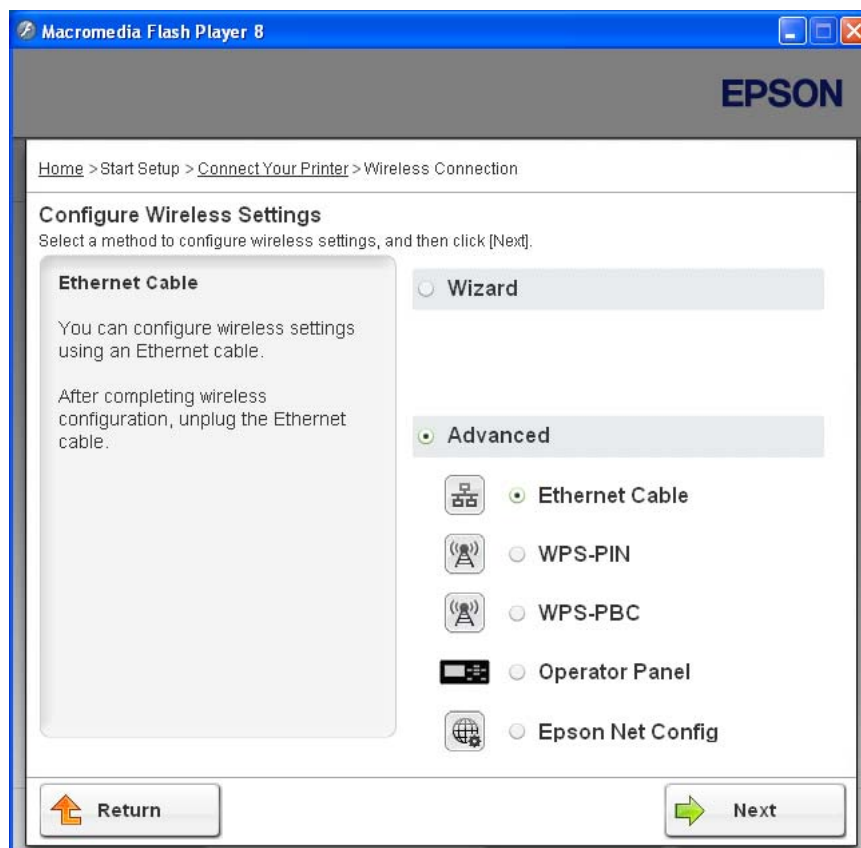 Macromedia Flash Player 8
EPSON
Home > Start Setup > Connect Your Printer > Wireless Connection
Configure Wireless Settings
Select a method to configure wireless settings, and then click [Next].
Ethernet Cable
You can configure wireless settings
using an Ethernet cable.
After completing wireless
configuration, unplug the Ethernet
cable.
Wizard
Advanced
Ethernet Cable
WPS-PIN
WPS-PBC
Operator Panel
Epson Net Config
Return
Next